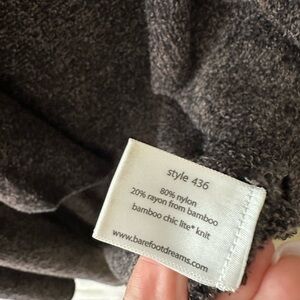 style 436
80% nylon
20% rayon from bamboo
bamboo chic lite® knit
www.barefootdreams.com